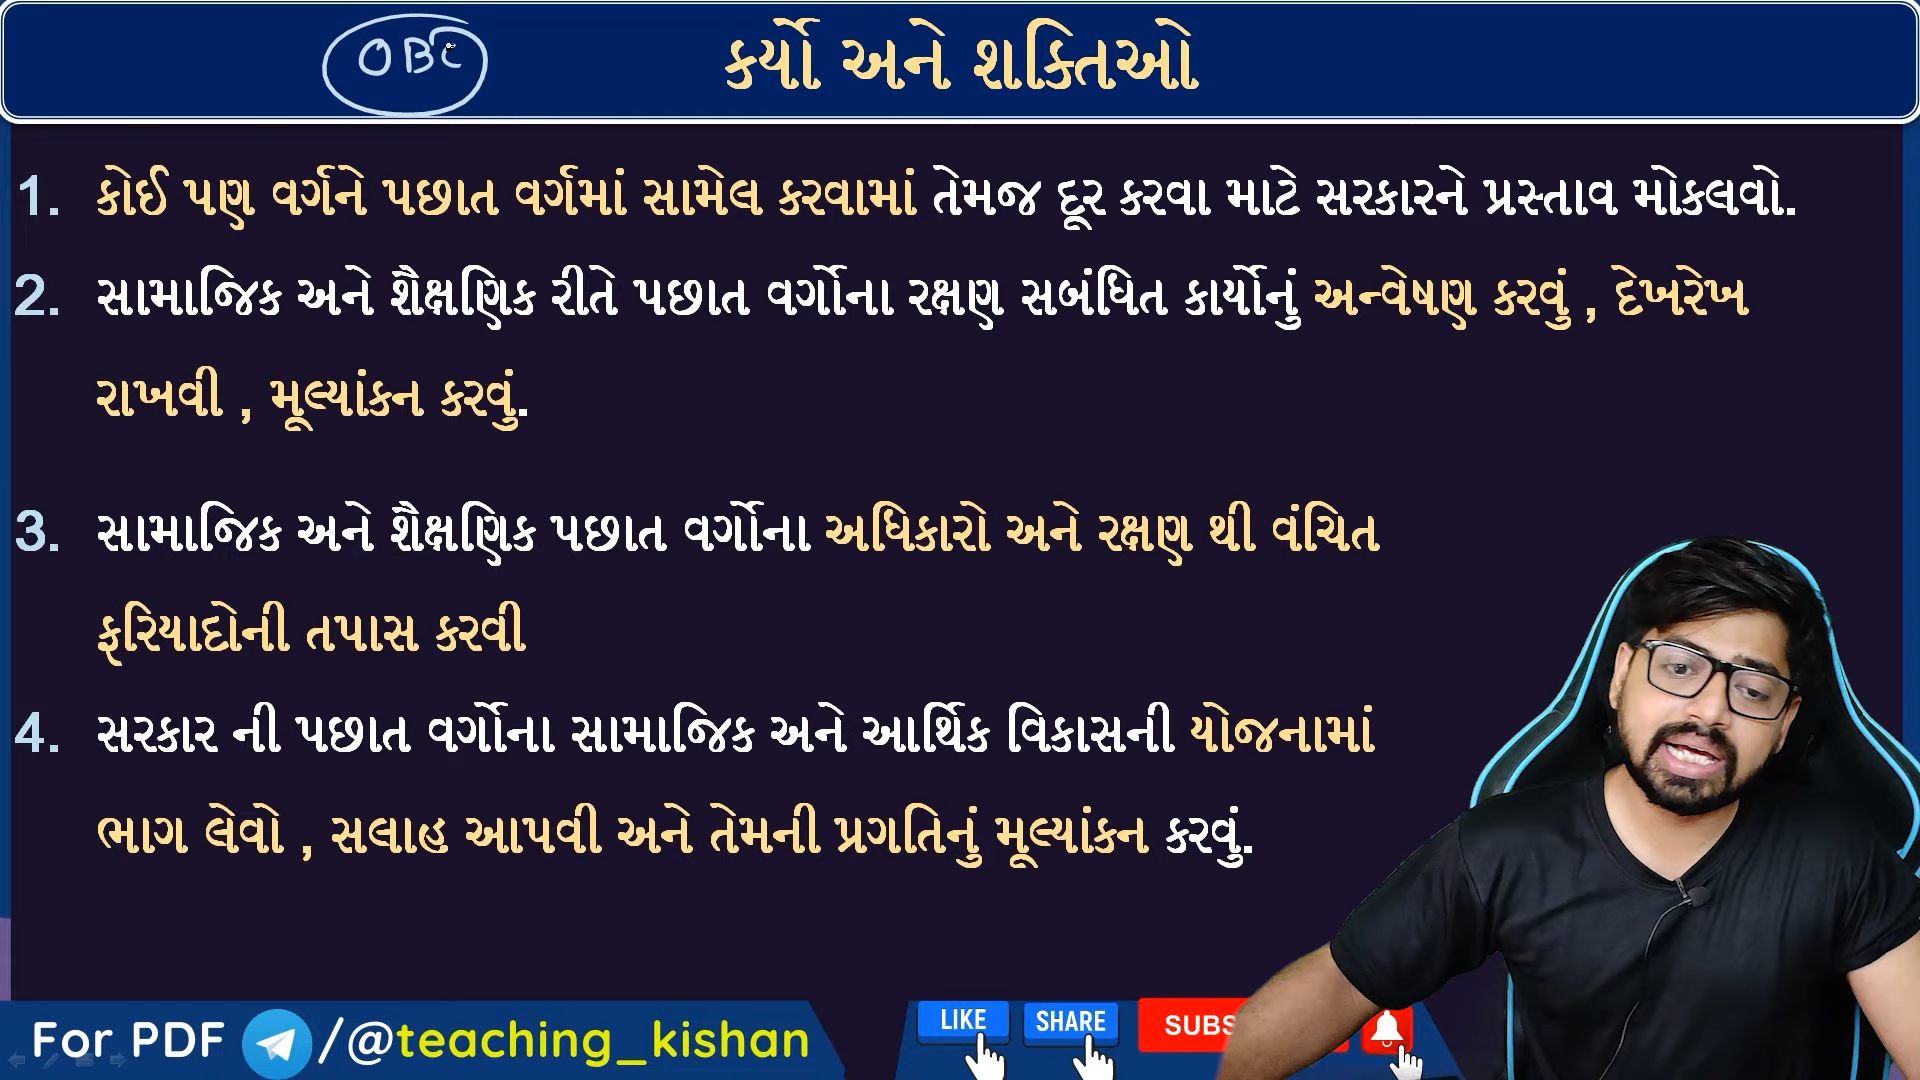 OBC
કર્યો અને શક્તિઓ
1. કોઈ પણ વર્ગને પછાત વર્ગમાં સામેલ કરવામાં તેમજ દૂર કરવા માટે સરકારને પ્રસ્તાવ મોકલવો.
2. સામાજિક અને શૈક્ષણિક રીતે પછાત વર્ગોના રક્ષણ સબંધિત કાર્યોનું અન્વેષણ કરવું , દેખરેખ
રાખવી , મૂલ્યાંકન કરવું.
3. સામાજિક અને શૈક્ષણિક પછાત વર્ગોના અધિકારો અને રક્ષણ થી વંચિત
ફરિયાદોની તપાસ કરવી
4. સરકાર ની પછાત વર્ગોના સામાજિક અને આર્થિક વિકાસની યોજનામાં
ભાગ લેવો , સલાહ આપવી અને તેમની પ્રગતિનું મૂલ્યાંકન કરવું.
For PDF /@teaching_kishan
LIKE SHARE SUBS